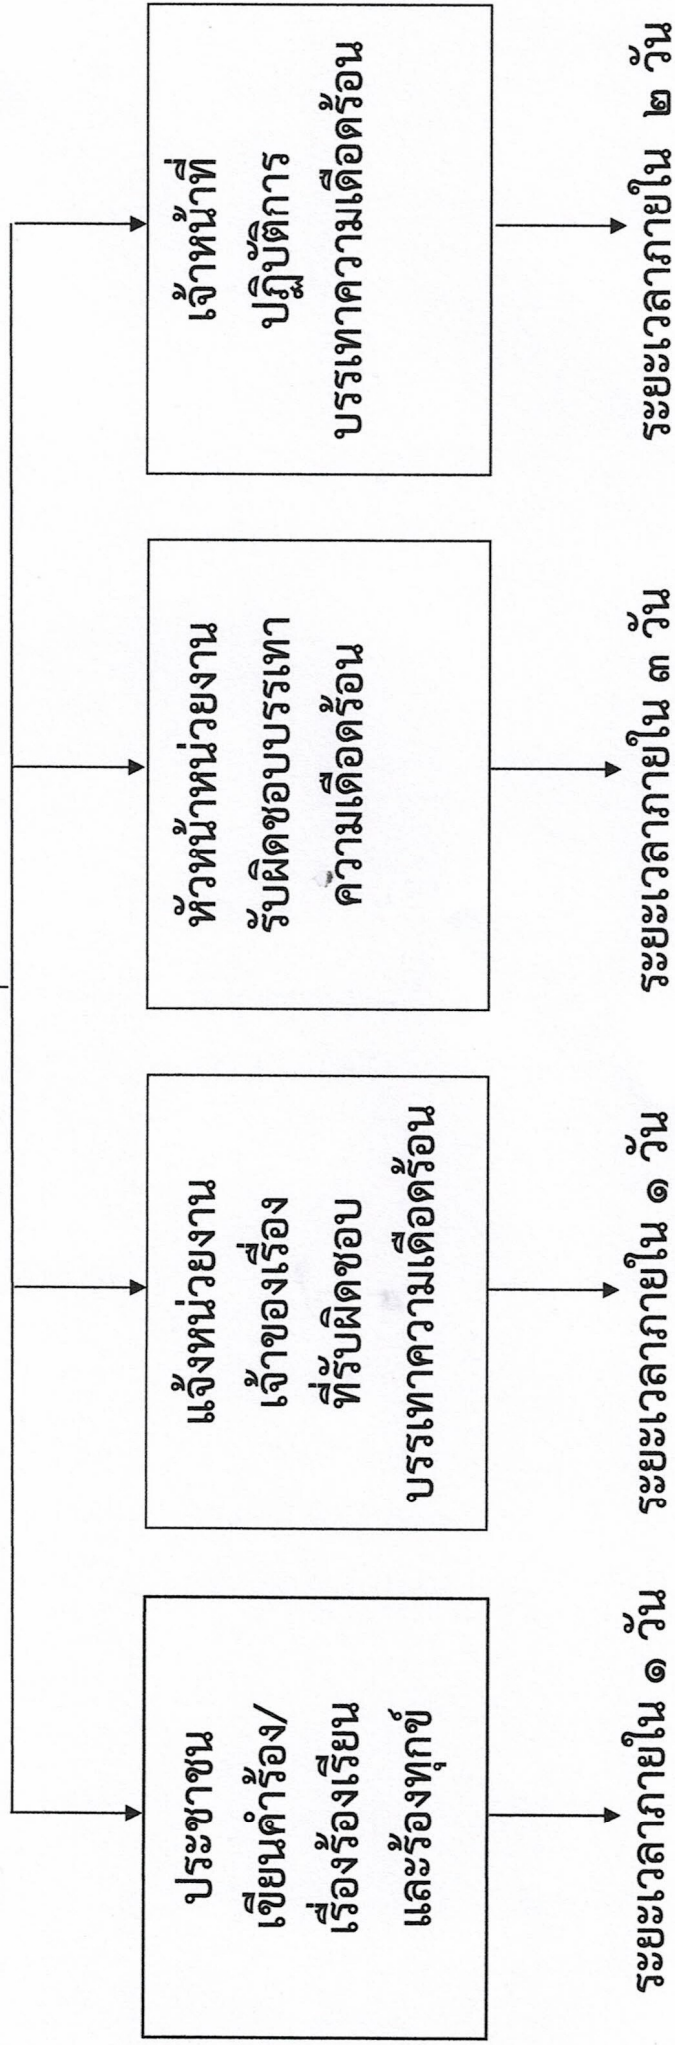 ประชาชน
เขียนคำร้อง/
เรื่องร้องเรียน
และร้องทุกข์
ระยะเวลาภายใน ๑ วัน
แจ้งหน่วยงาน
เจ้าของเรื่อง
ที่รับผิดชอบ
บรรเทาความเดือดร้อน
ระยะเวลาภายใน ๑ วัน
หัวหน้าหน่วยงาน
รับผิดชอบบรรเทา
ความเดือดร้อน
ระยะเวลาภายใน ๓ วัน
เจ้าหน้าที่
ปฏิบัติการ
บรรเทาความเดือดร้อน
ระยะเวลาภายใน ๒ วัน